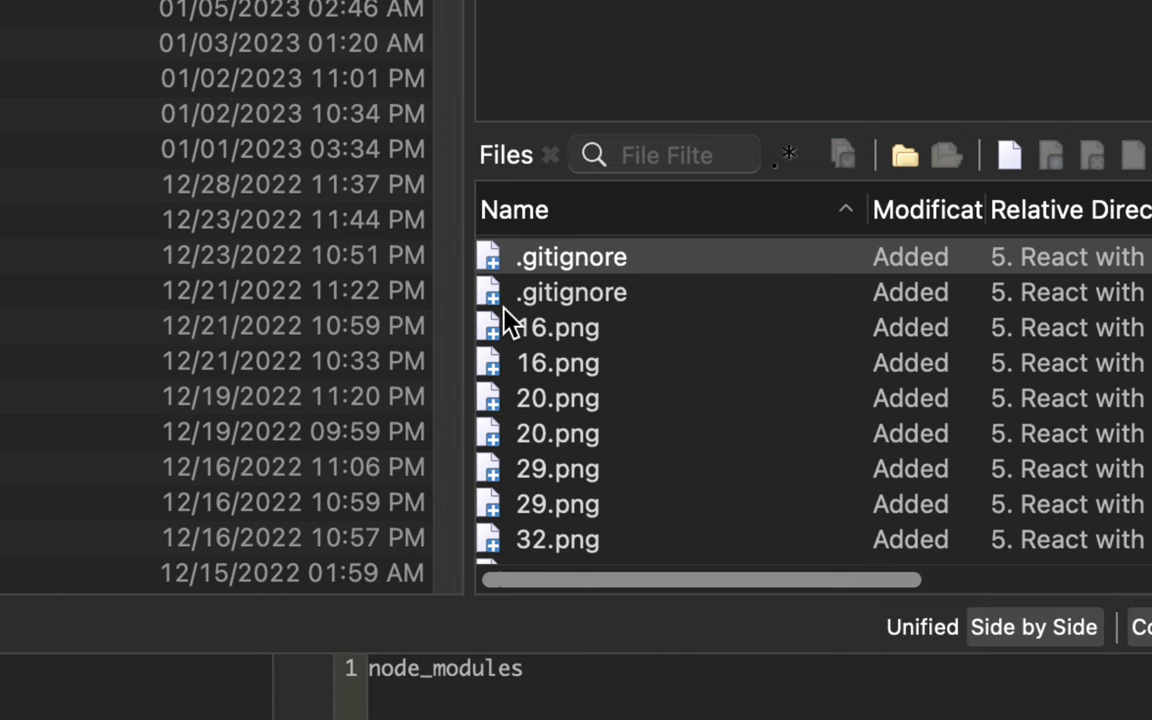 01/05/2023 02:46 AM
01/03/2023 01:20 AM
01/02/2023 11:01 PM
01/02/2023 10:34 PM
01/01/2023 03:34 PM
12/28/2022 11:37 PM
12/23/2022 11:44 PM
12/23/2022 10:51 PM
12/21/2022 11:22 PM
12/21/2022 10:59 PM
12/21/2022 10:33 PM
12/19/2022 11:20 PM
12/19/2022 09:59 PM
12/16/2022 11:06 PM
12/16/2022 10:59 PM
12/16/2022 10:57 PM
12/15/2022 01:59 AM
Files File Filte .*
Name Modificat Relative Direc
.gitignore Added 5. React with
.gitignore Added 5. React with
16.png Added 5. React with
16.png Added 5. React with
20.png Added 5. React with
20.png Added 5. React with
29.png Added 5. React with
29.png Added 5. React with
32.png Added 5. React with
Unified Side by Side Co
1 node_modules